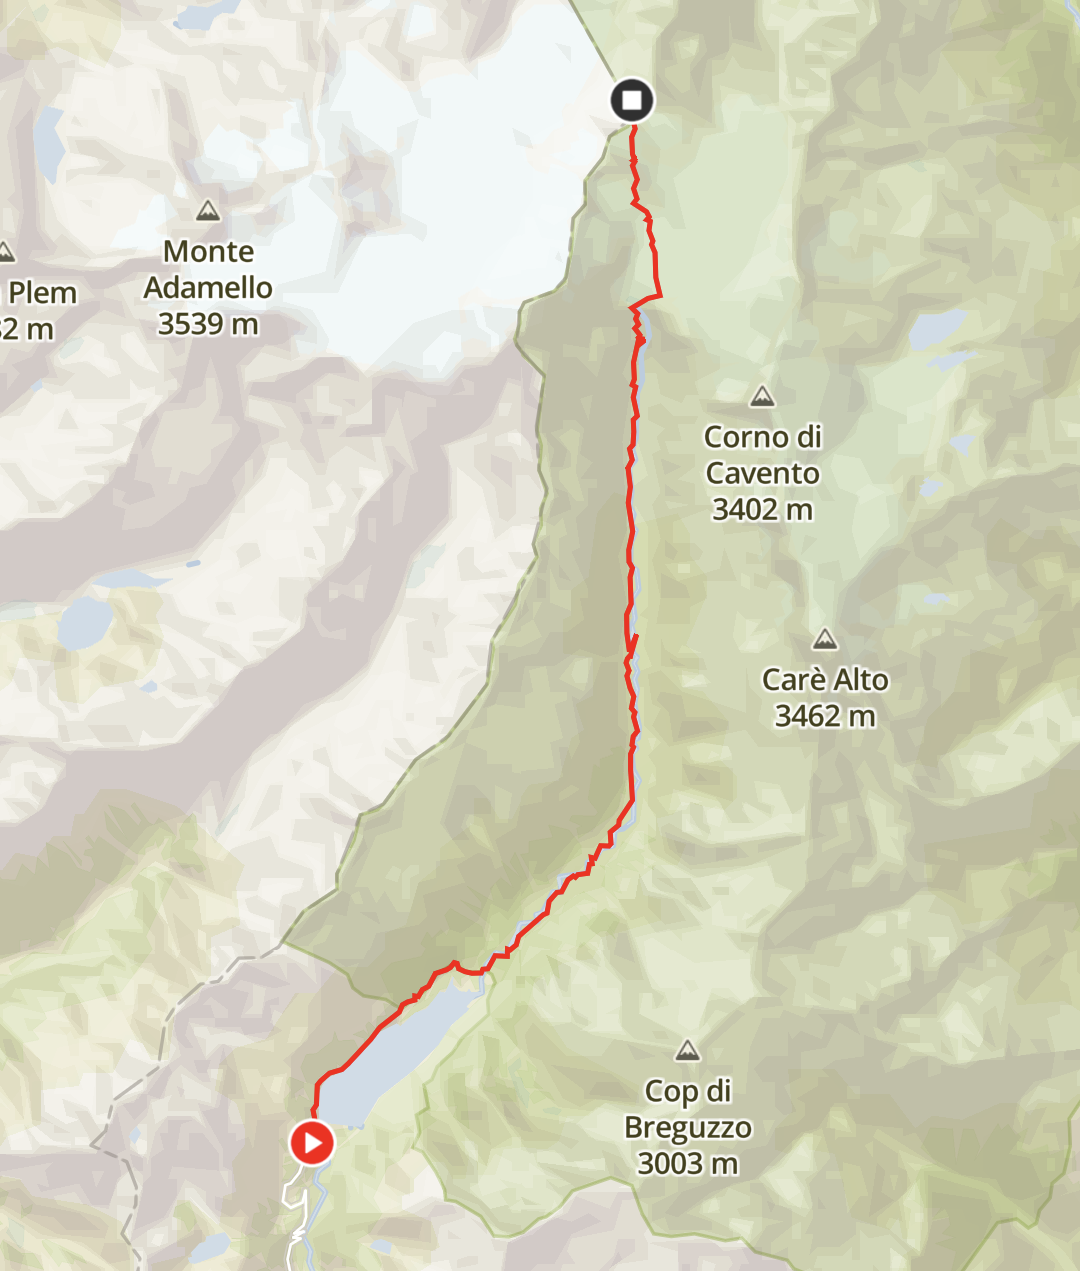 Monte
Adamello
3539 m
Plem
2 m
Corno di
Cavento
3402 m
Carè Alto
3462 m
Cop di
Breguzzo
3003 m